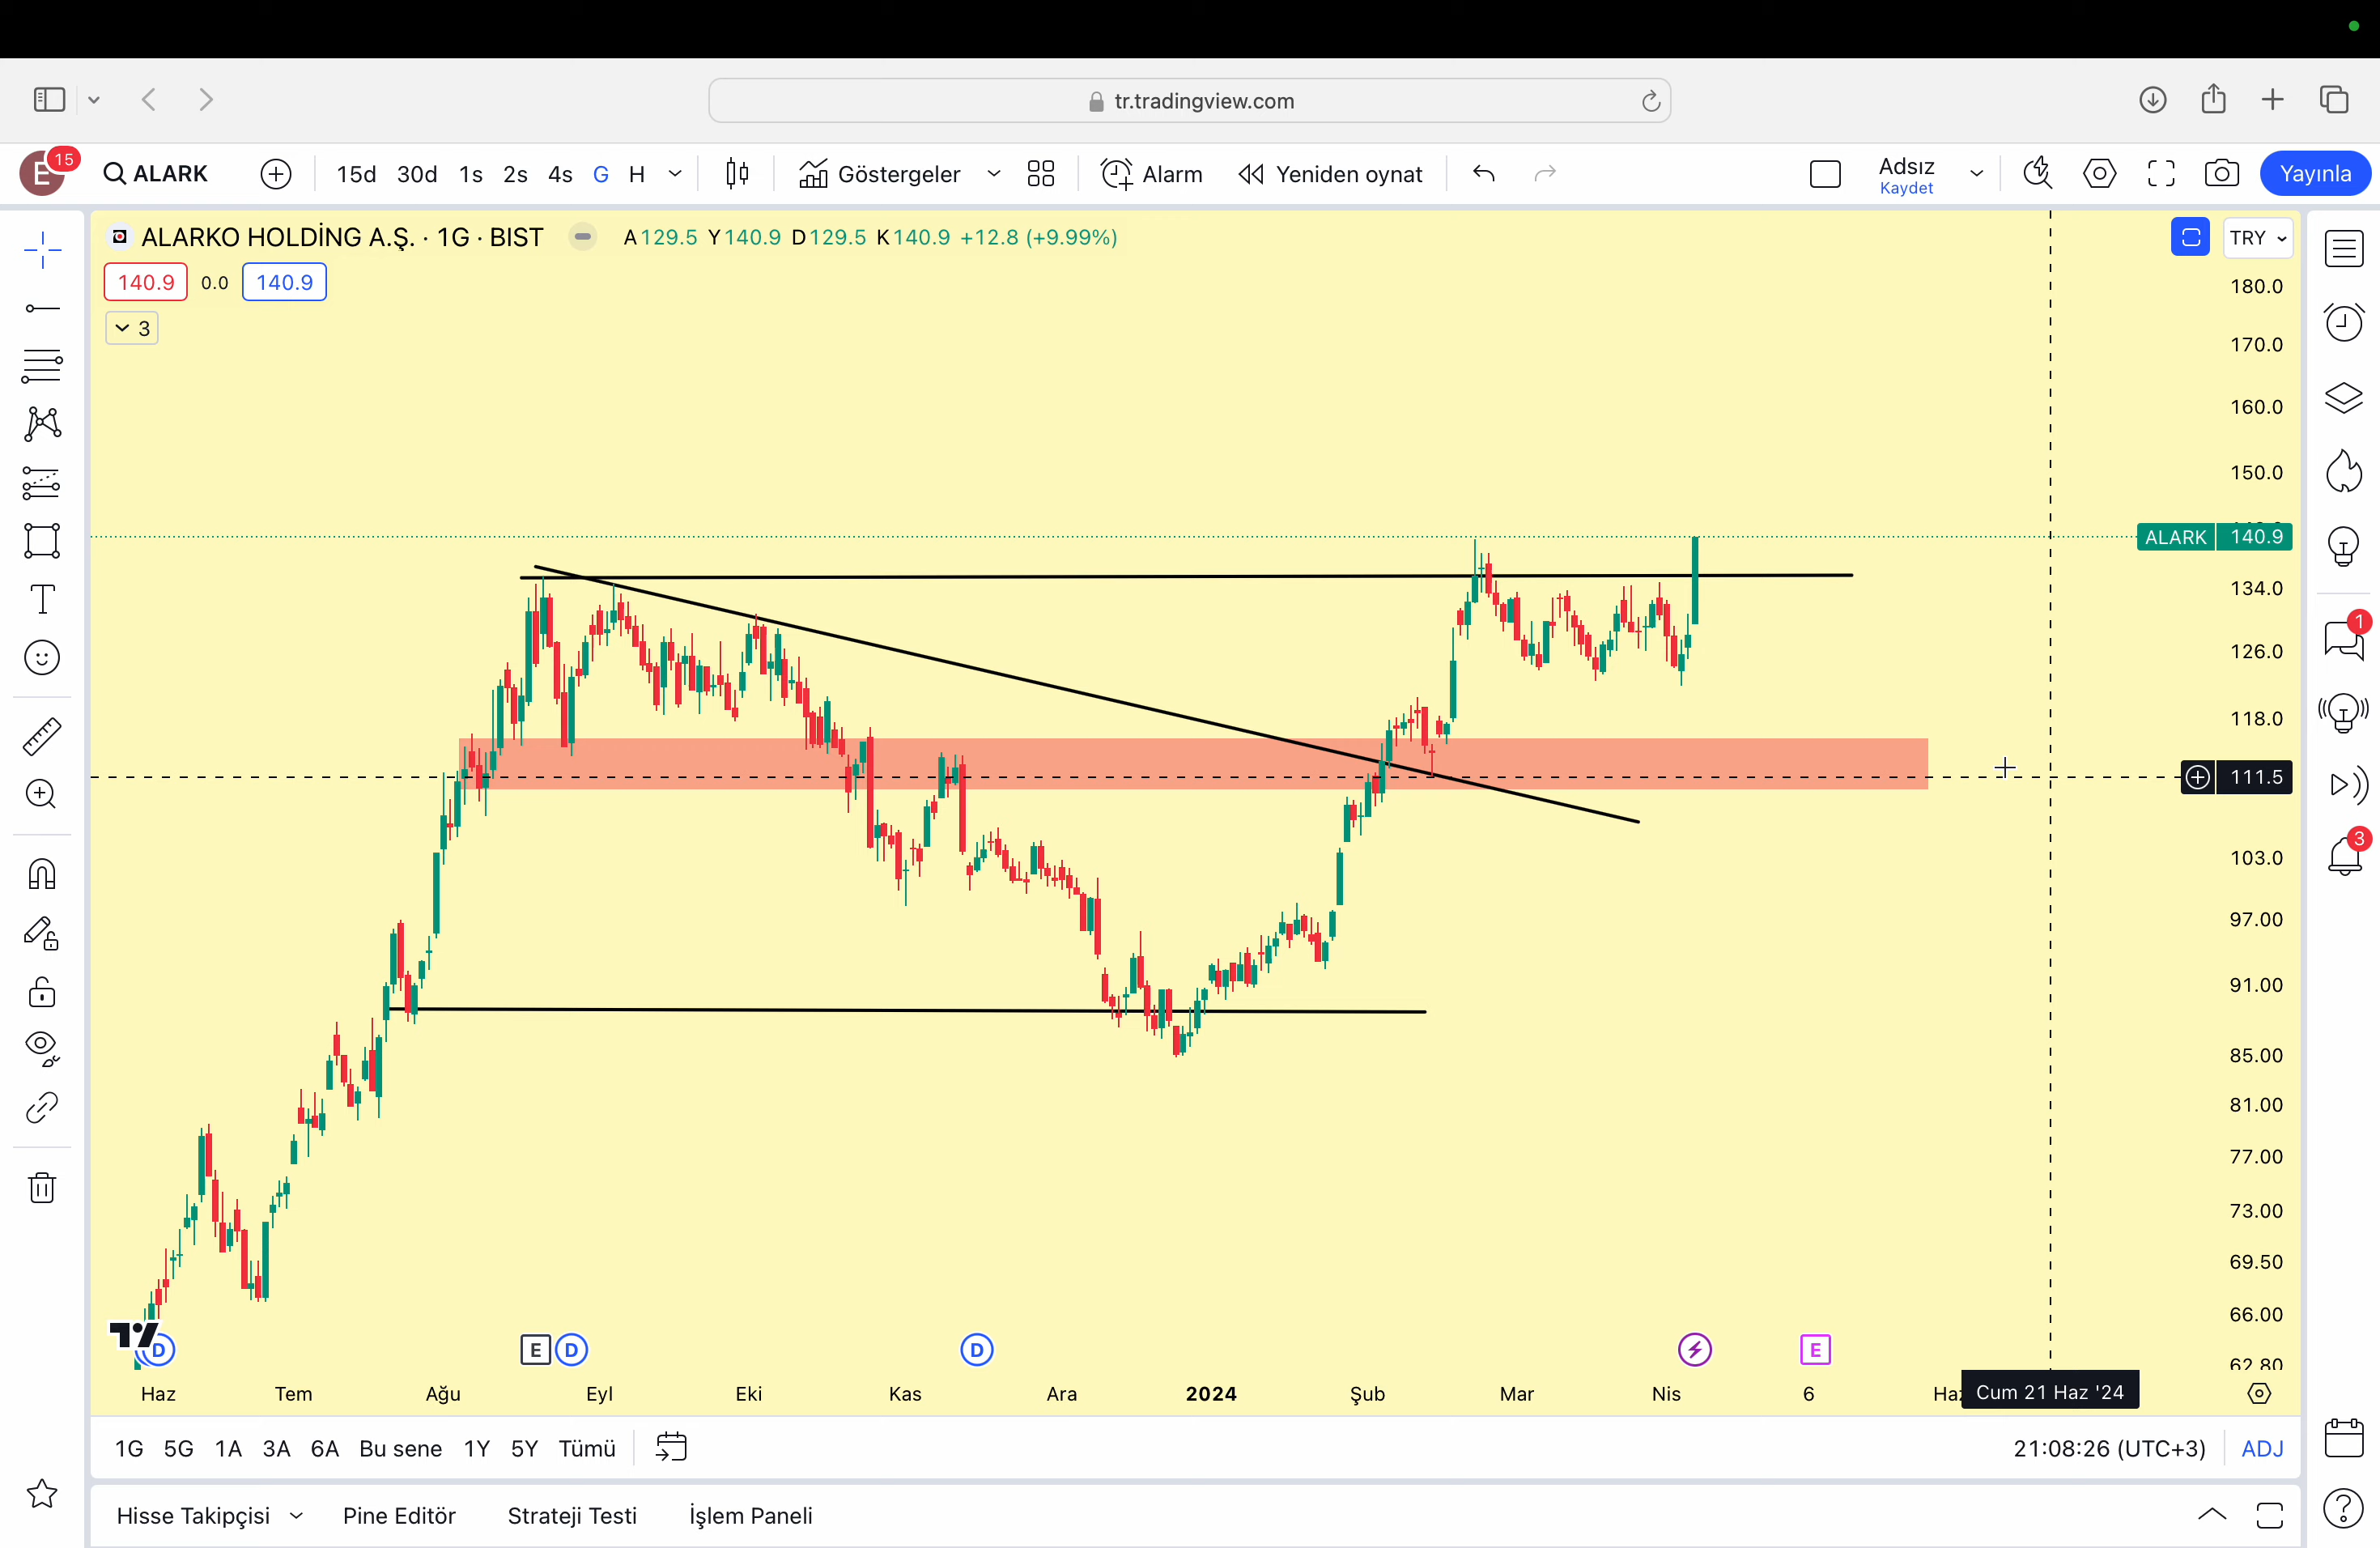 tr.tradingview.com
E 15 ALARK 15d 30d 1s 2s 4s G H Göstergeler Alarm Yeniden oynat Adsız Kaydet Yayınla
ALARKO HOLDİNG A.Ş. · 1G · BIST A129.5 Y140.9 D129.5 K140.9 +12.8 (+9.99%) TRY
140.9 0.0 140.9
3
180.0
170.0
160.0
150.0
ALARK 140.9
134.0
126.0
1
118.0
111.5
3
103.0
97.00
91.00
85.00
81.00
77.00
73.00
69.50
66.00
D E D D E
62.80
Haz Tem Ağu Eyl Eki Kas Ara 2024 Şub Mar Nis 6 Cum 21 Haz '24
1G 5G 1A 3A 6A Bu sene 1Y 5Y Tümü 21:08:26 (UTC+3) ADJ
Hisse Takipçisi Pine Editör Strateji Testi İşlem Paneli